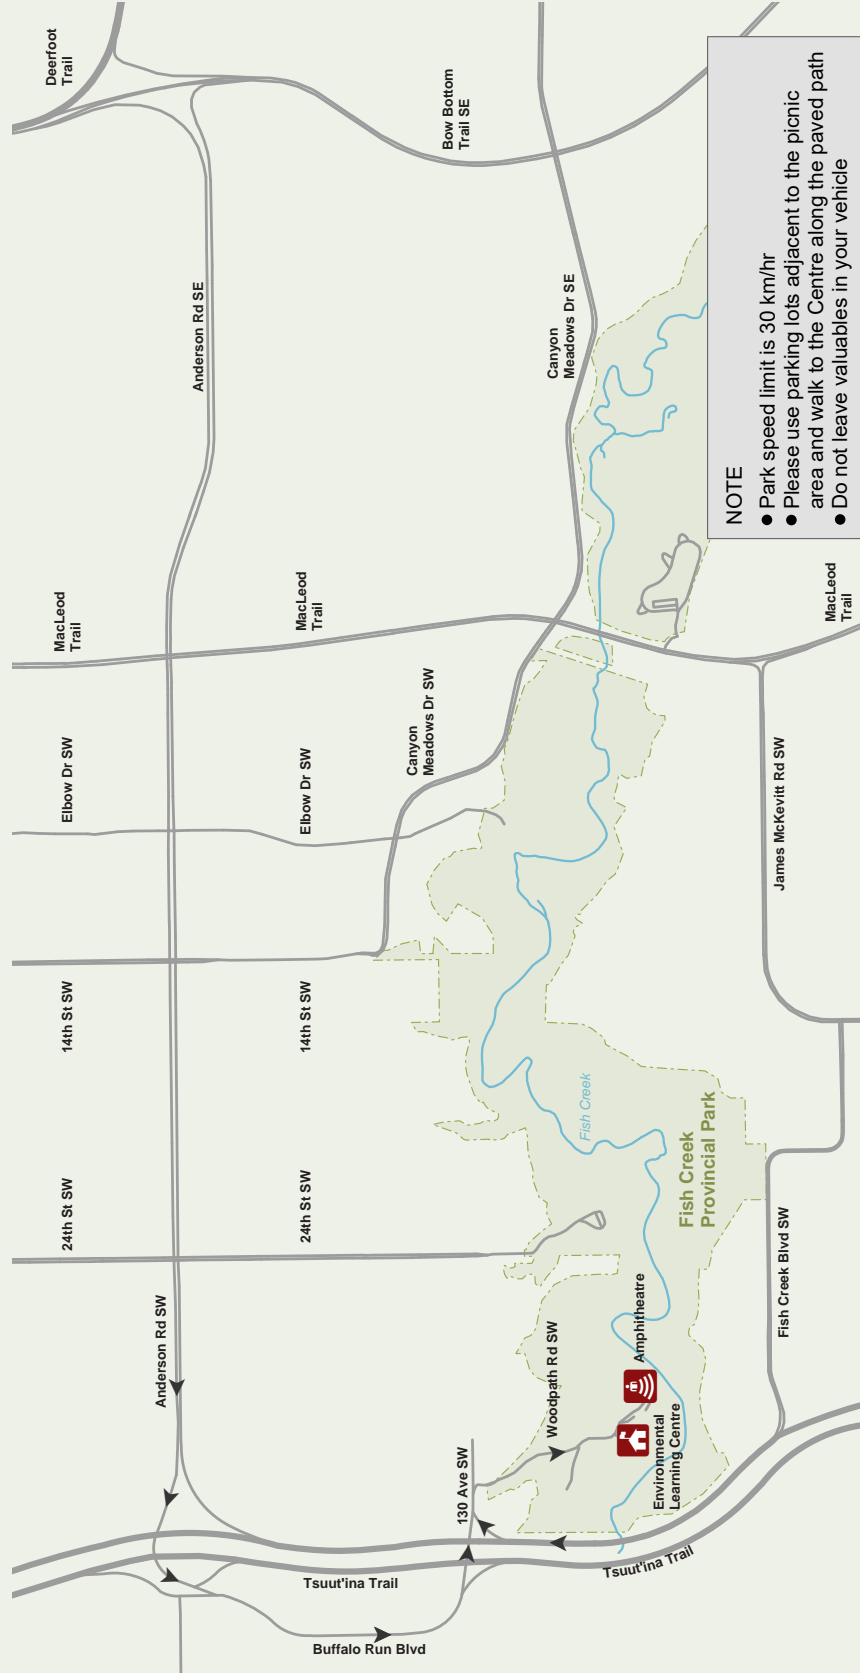 Deerfoot
Trail
Bow Bottom
Trail SE
Anderson Rd SE
Canyon
Meadows Dr SE
MacLeod
Trail
MacLeod
Trail
MacLeod
Trail
Elbow Dr SW
Elbow Dr SW
Canyon
Meadows Dr SW
James McKevitt Rd SW
14th St SW
14th St SW
Fish Creek
24th St SW
24th St SW
Fish Creek
Provincial Park
Anderson Rd SW
Woodpath Rd SW
Amphitheatre
Fish Creek Blvd SW
130 Ave SW
Environmental
Learning Centre
Tsuut'ina Trail
Tsuut'ina Trail
Buffalo Run Blvd
NOTE
● Park speed limit is 30 km/hr
● Please use parking lots adjacent to the picnic
area and walk to the Centre along the paved path
● Do not leave valuables in your vehicle